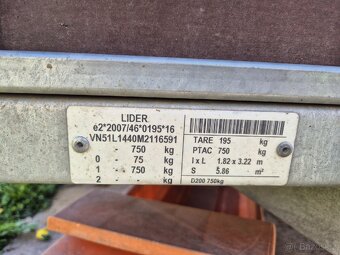 LIDER
e2*2007/46*0195*16
VN51L1440M2116591
- 750 kg
0 - 75 kg
1 - 750 kg
2 - kg
TARE 195 kg
PTAC 750 kg
l x L 1.82 x 3.22 m
S 5.86 m²
D200 750kg